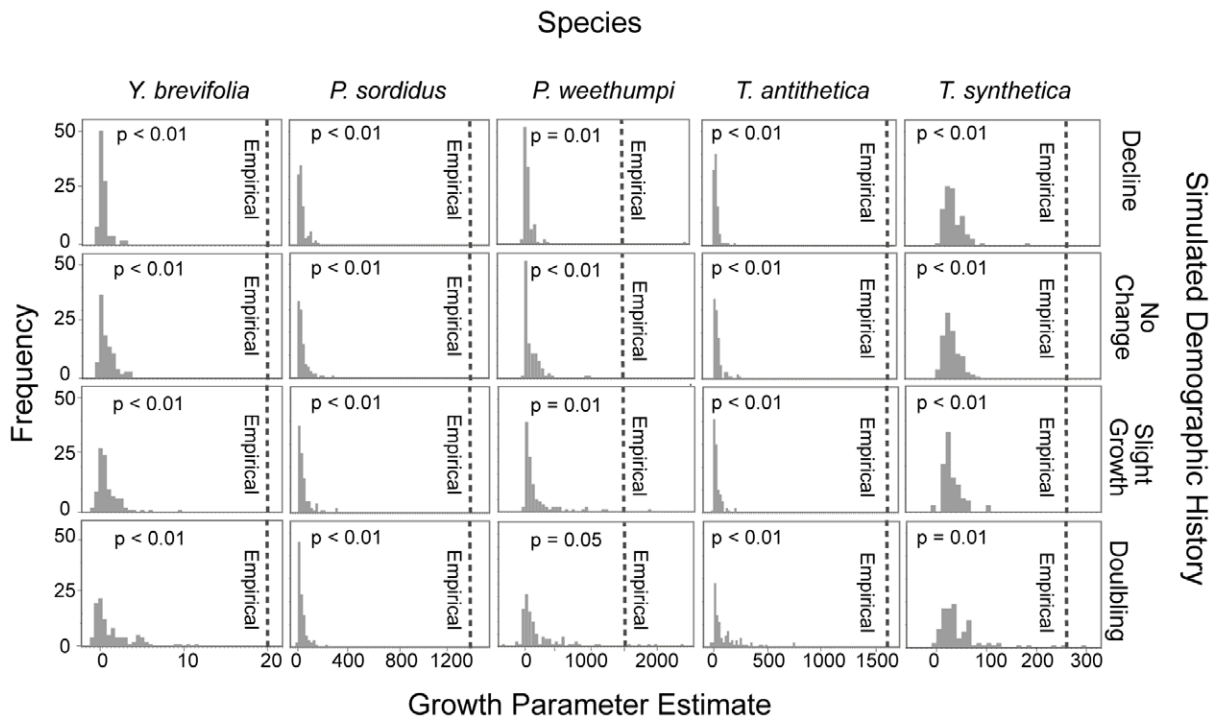 Species
Y. brevifolia P. sordidus P. weethumpi T. antithetica T. synthetica
Frequency
Simulated Demographic History
50 25 0
p < 0.01 Empirical
p < 0.01 Empirical
p = 0.01 Empirical
p < 0.01 Empirical
p < 0.01 Empirical
Decline
50 25 0
p < 0.01 Empirical
p < 0.01 Empirical
p < 0.01 Empirical
p < 0.01 Empirical
p < 0.01 Empirical
No
Change
50 25 0
p < 0.01 Empirical
p < 0.01 Empirical
p = 0.01 Empirical
p < 0.01 Empirical
p < 0.01 Empirical
Slight
Growth
50 25 0
p < 0.01 Empirical
p < 0.01 Empirical
p = 0.05 Empirical
p < 0.01 Empirical
p = 0.01 Empirical
Doulbling
0 10 20 0 400 800 1200 0 1000 2000 0 500 1000 1500 0 100 200 300
Growth Parameter Estimate